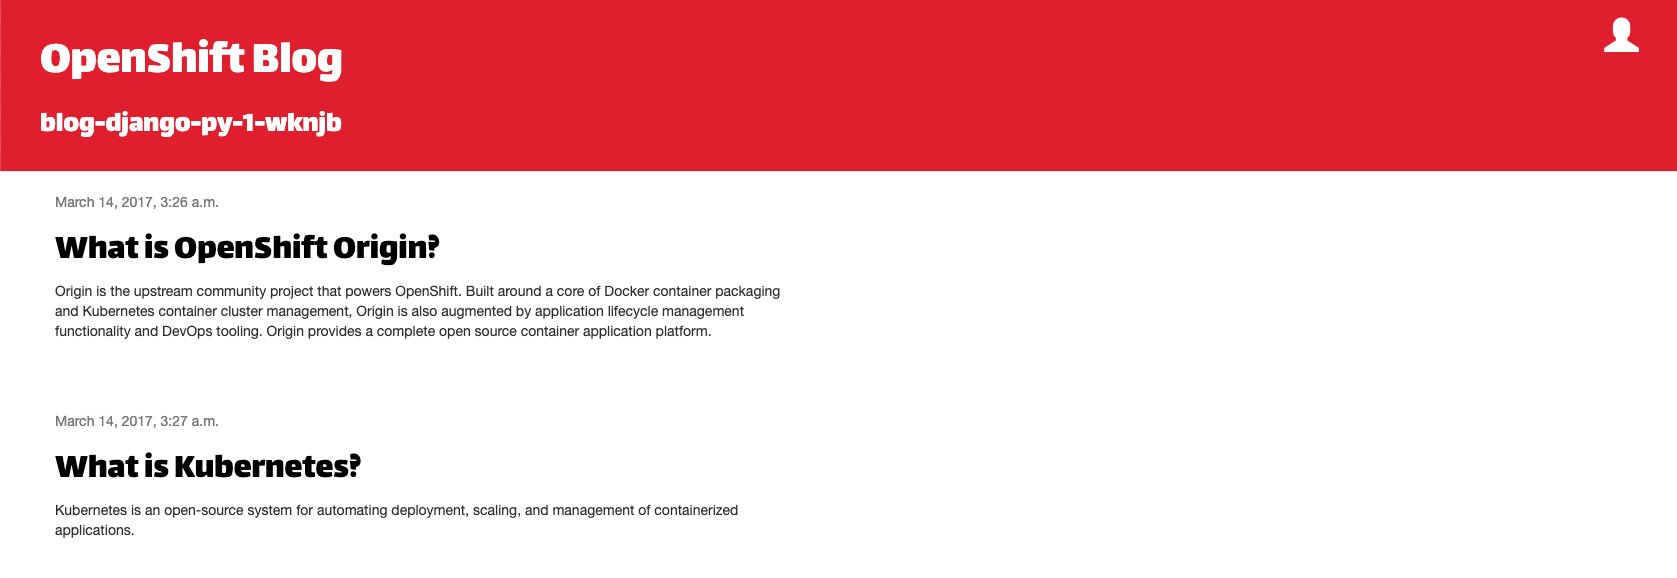 OpenShift Blog
blog-django-py-1-wknjb
March 14, 2017, 3:26 a.m.
What is OpenShift Origin?
Origin is the upstream community project that powers OpenShift. Built around a core of Docker container packaging
and Kubernetes container cluster management, Origin is also augmented by application lifecycle management
functionality and DevOps tooling. Origin provides a complete open source container application platform.
March 14, 2017, 3:27 a.m.
What is Kubernetes?
Kubernetes is an open-source system for automating deployment, scaling, and management of containerized
applications.